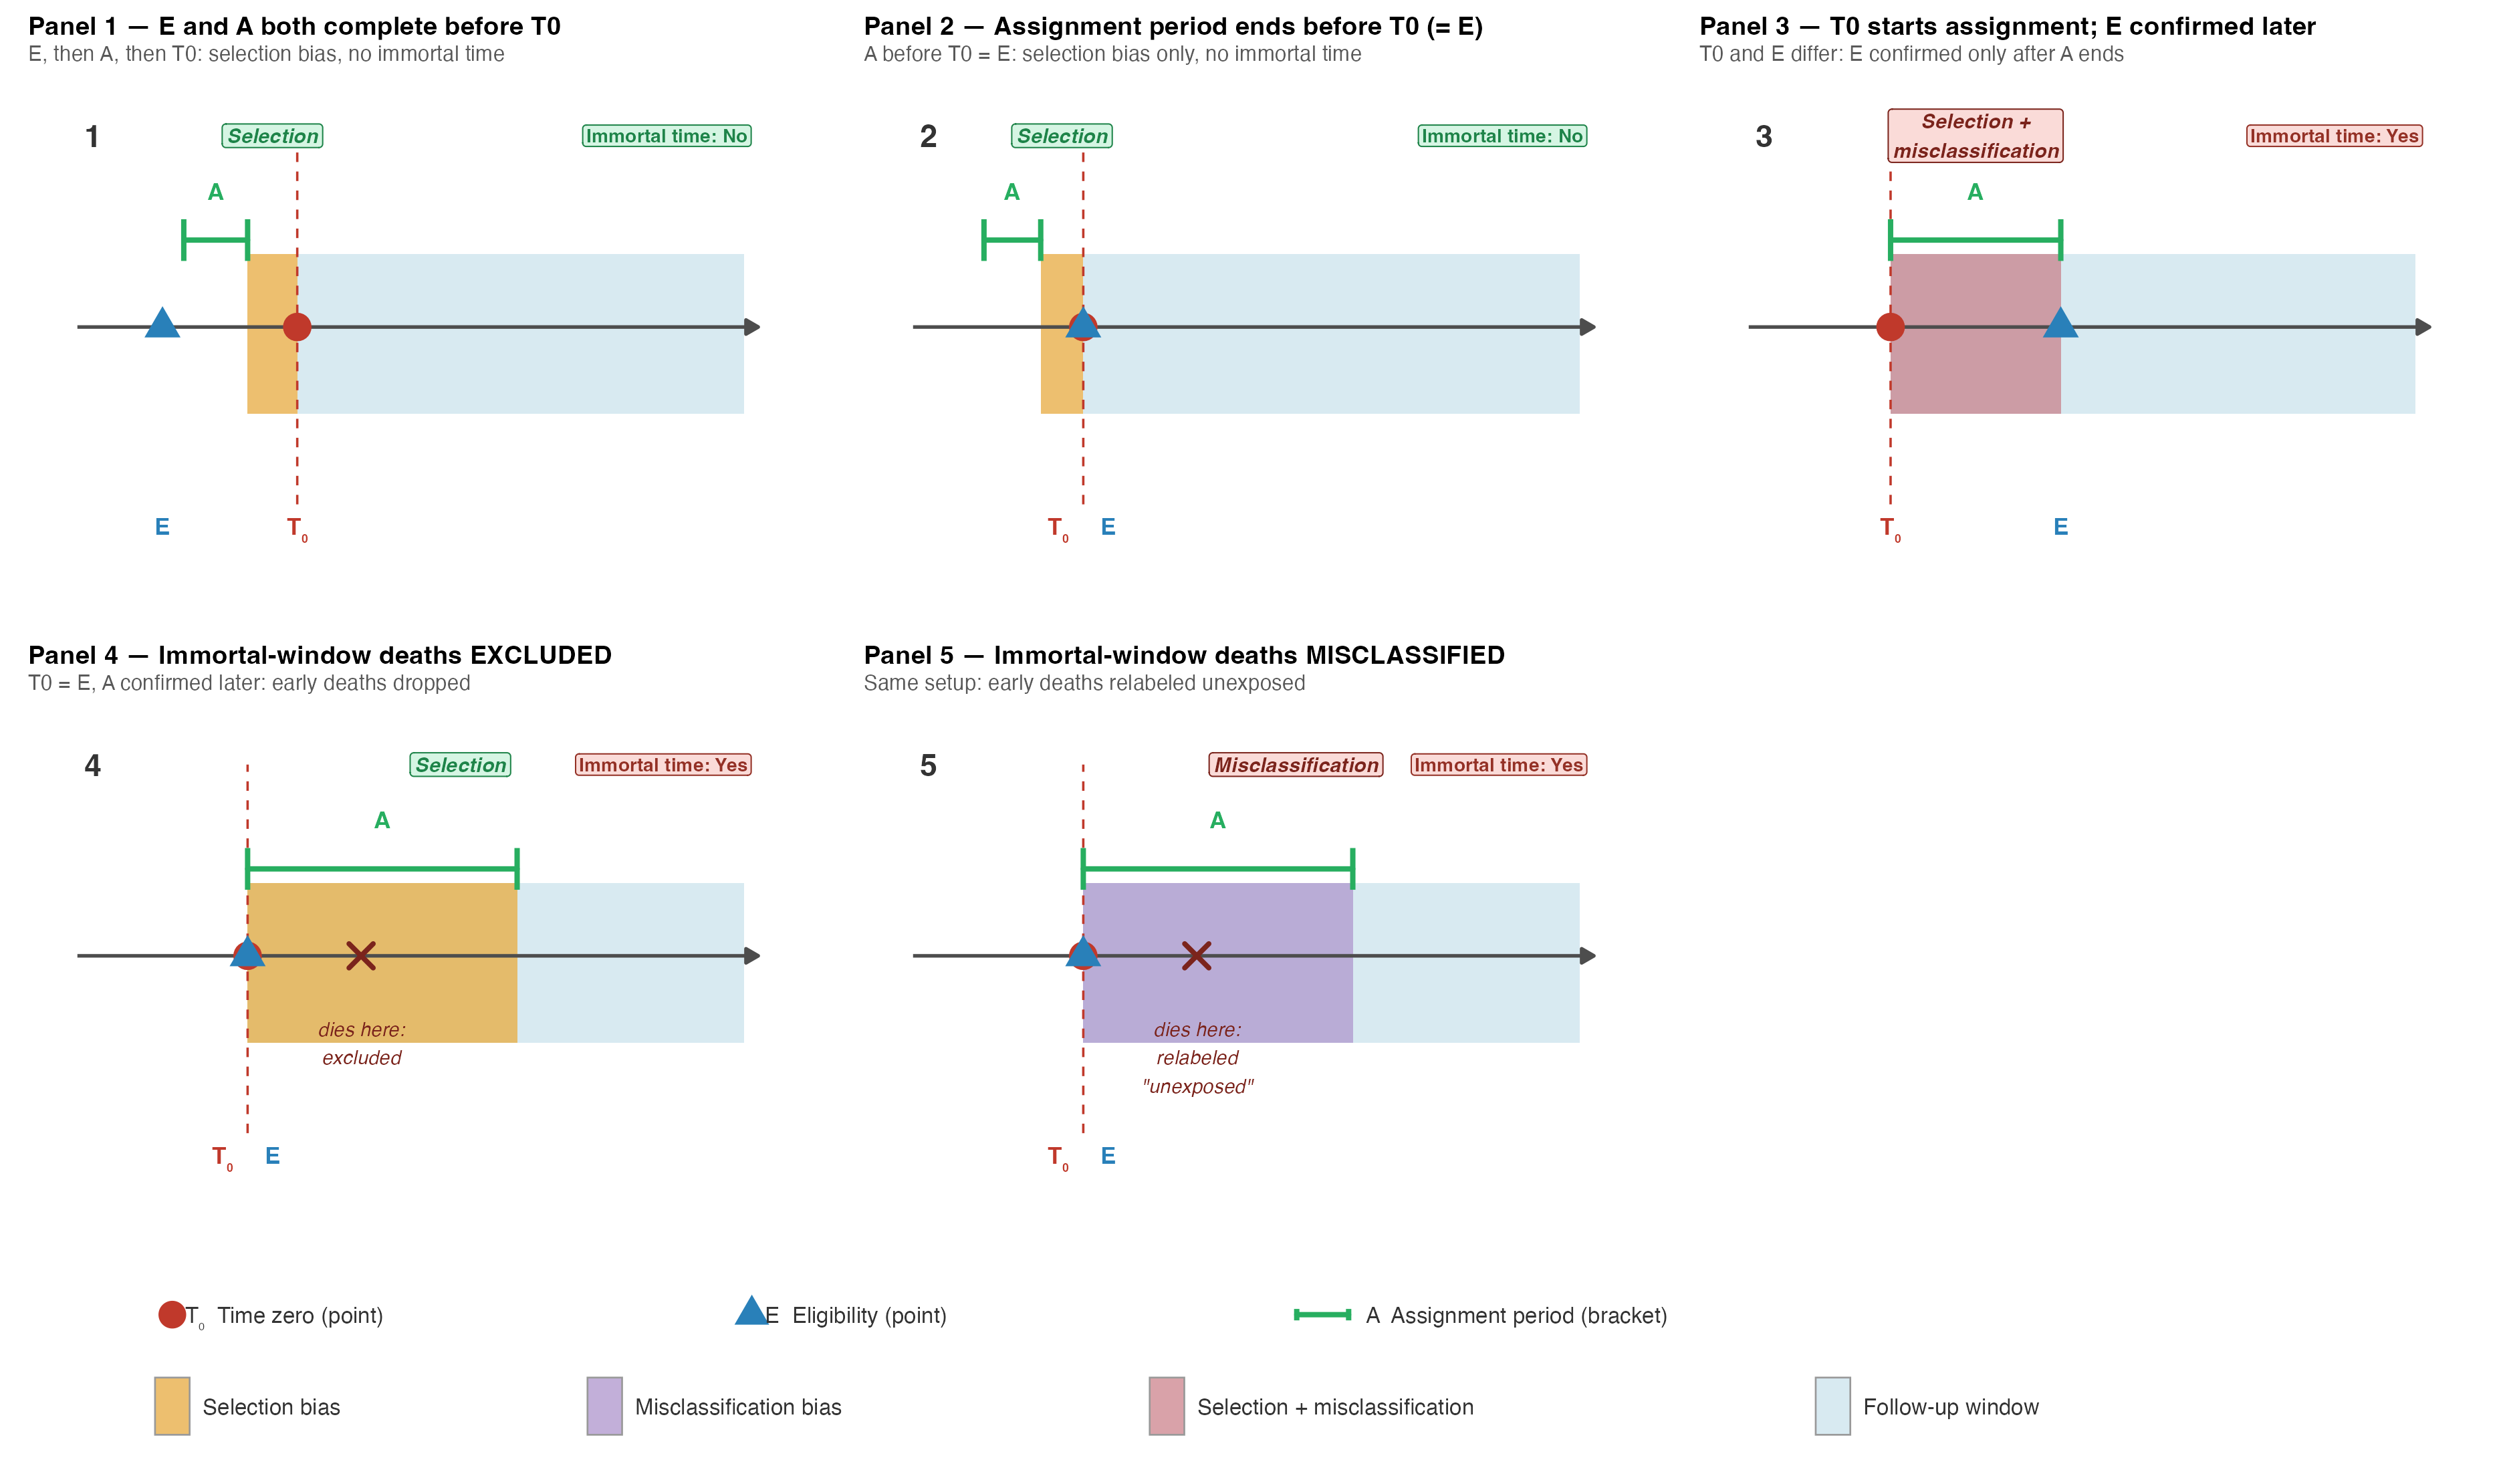 Panel 1 — E and A both complete before T0
E, then A, then T0: selection bias, no immortal time
1
Selection
Immortal time: No
A
E
T0
Panel 2 — Assignment period ends before T0 (= E)
A before T0 = E: selection bias only, no immortal time
2
Selection
Immortal time: No
A
T0 E
Panel 3 — T0 starts assignment; E confirmed later
T0 and E differ: E confirmed only after A ends
3
Selection +
misclassification
Immortal time: Yes
A
T0
E
Panel 4 — Immortal-window deaths EXCLUDED
T0 = E, A confirmed later: early deaths dropped
4
Selection
Immortal time: Yes
A
dies here:
excluded
T0 E
Panel 5 — Immortal-window deaths MISCLASSIFIED
Same setup: early deaths relabeled unexposed
5
Misclassification
Immortal time: Yes
A
dies here:
relabeled
"unexposed"
T0 E
T0 Time zero (point)
E Eligibility (point)
A Assignment period (bracket)
Selection bias
Misclassification bias
Selection + misclassification
Follow-up window